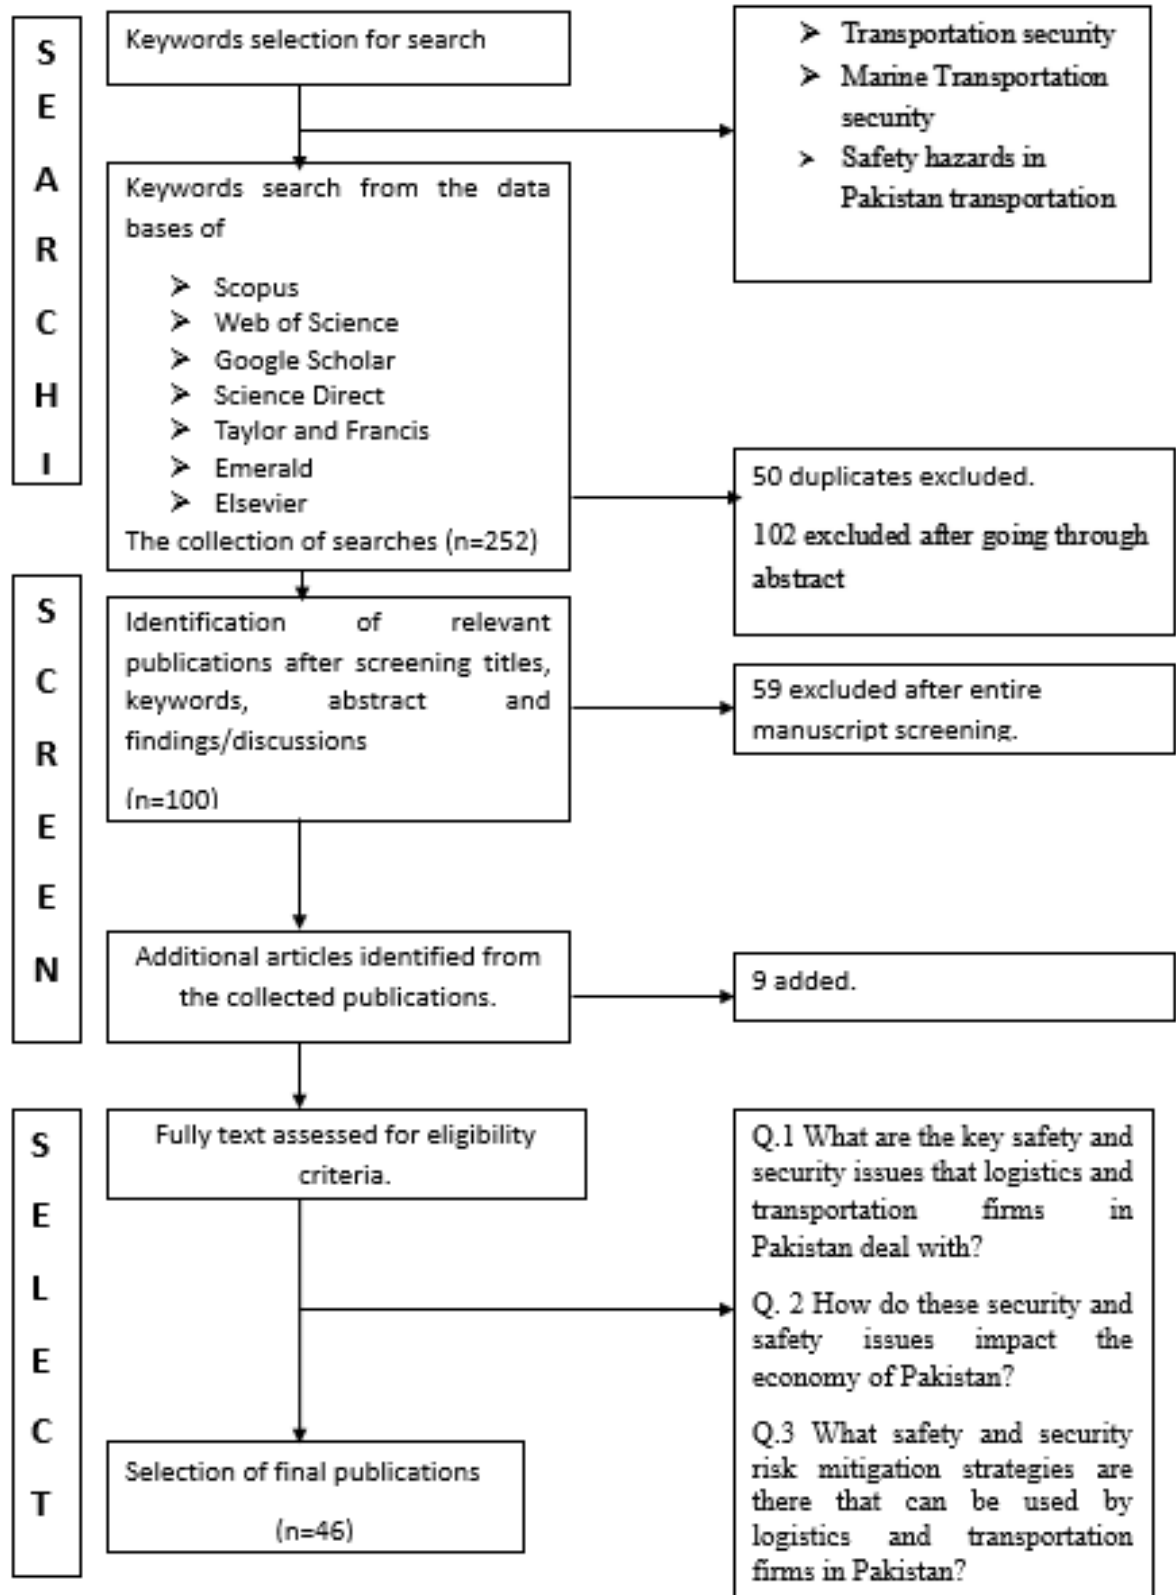 S
E
A
R
C
H
I
Keywords selection for search
➤ Transportation security
➤ Marine Transportation
security
➤ Safety hazards in
Pakistan transportation
Keywords search from the data
bases of
➤ Scopus
➤ Web of Science
➤ Google Scholar
➤ Science Direct
➤ Taylor and Francis
➤ Emerald
➤ Elsevier
The collection of searches (n=252)
50 duplicates excluded.
102 excluded after going through
abstract
S
C
R
E
E
N
Identification of relevant
publications after screening titles,
keywords, abstract and
findings/discussions
(n=100)
59 excluded after entire
manuscript screening.
Additional articles identified from
the collected publications.
9 added.
S
E
L
E
C
T
Fully text assessed for eligibility
criteria.
Q.1 What are the key safety and
security issues that logistics and
transportation firms in
Pakistan deal with?
Q. 2 How do these security and
safety issues impact the
economy of Pakistan?
Q.3 What safety and security
risk mitigation strategies are
there that can be used by
logistics and transportation
firms in Pakistan?
Selection of final publications
(n=46)